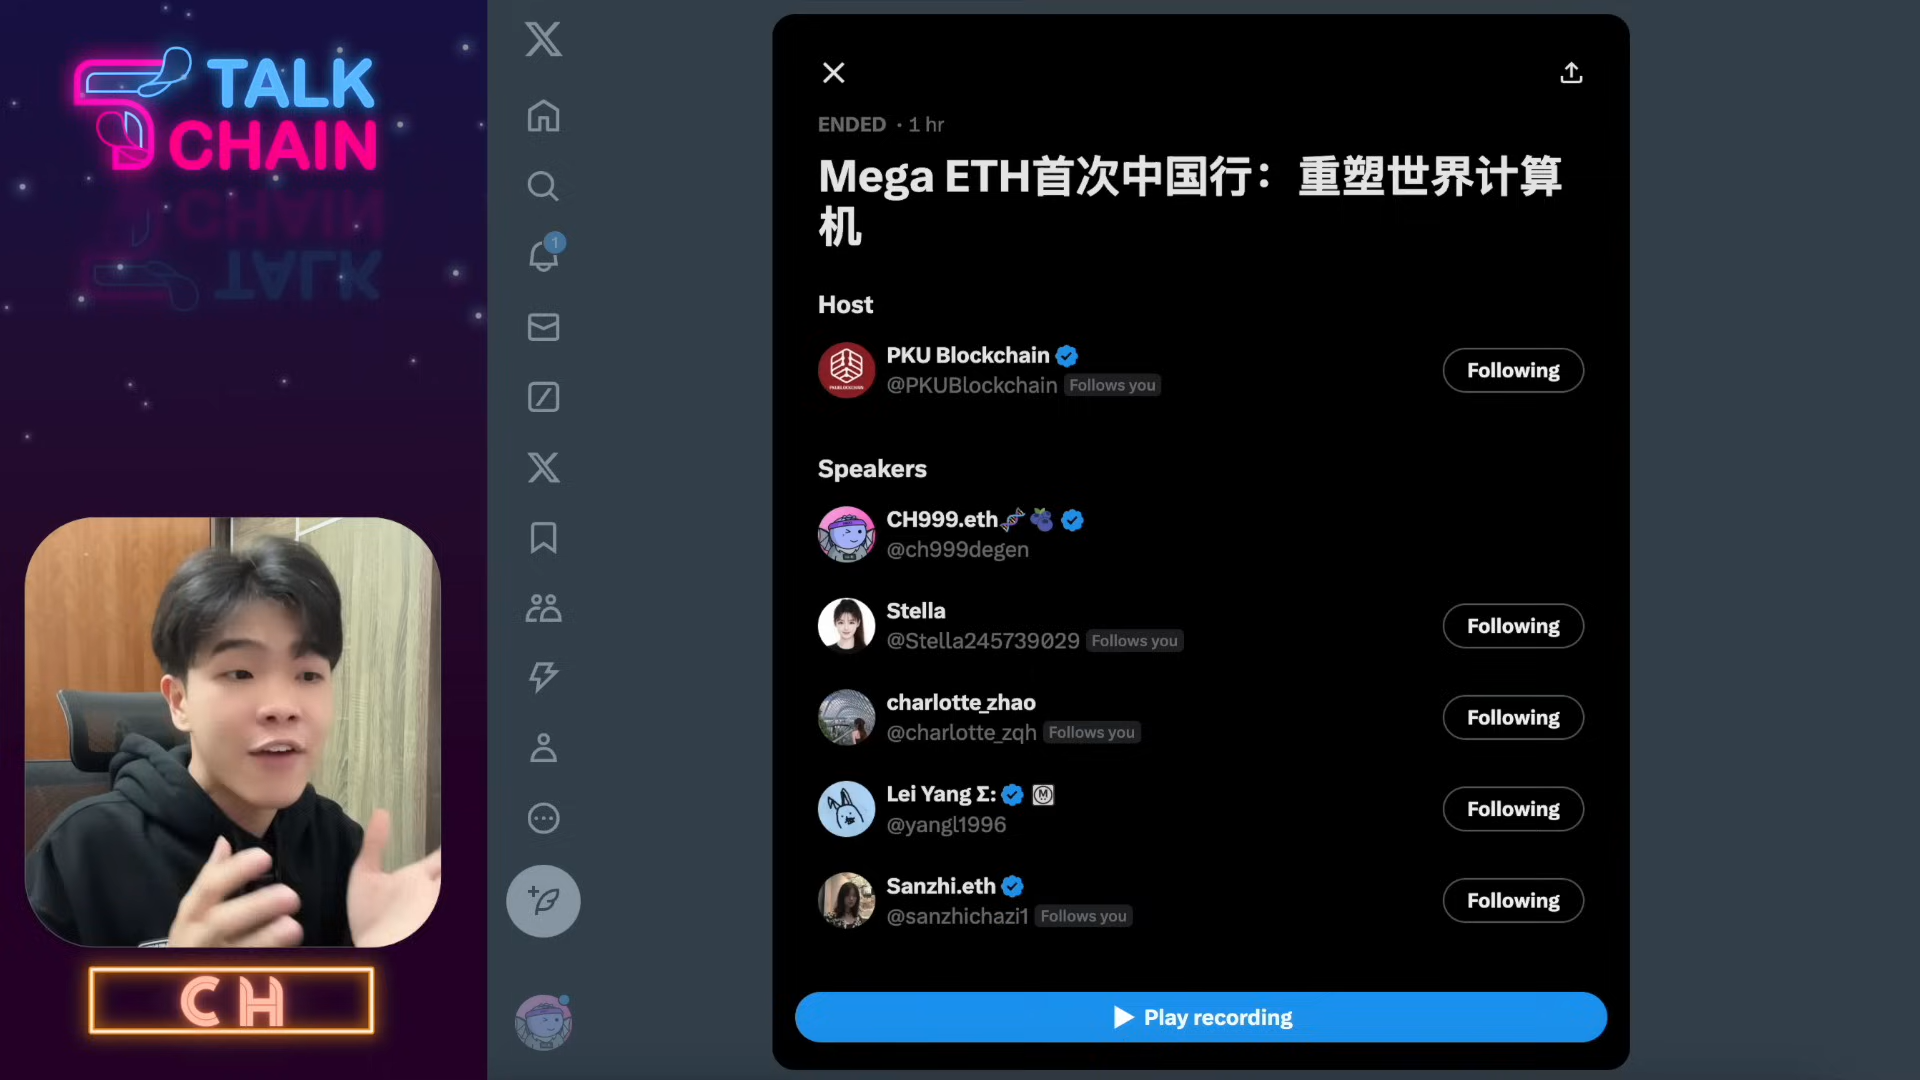 TALK
CHAIN
CH
1
ENDED · 1 hr
Mega ETH首次中国行：重塑世界计算
机
Host
PKU Blockchain
@PKUBlockchain Follows you
Following
Speakers
CH999.eth
@ch999degen
Stella
@Stella245739029 Follows you
Following
charlotte_zhao
@charlotte_zqh Follows you
Following
Lei Yang Σ:
@yangl1996
Following
Sanzhi.eth
@sanzhichazi1 Follows you
Following
Play recording